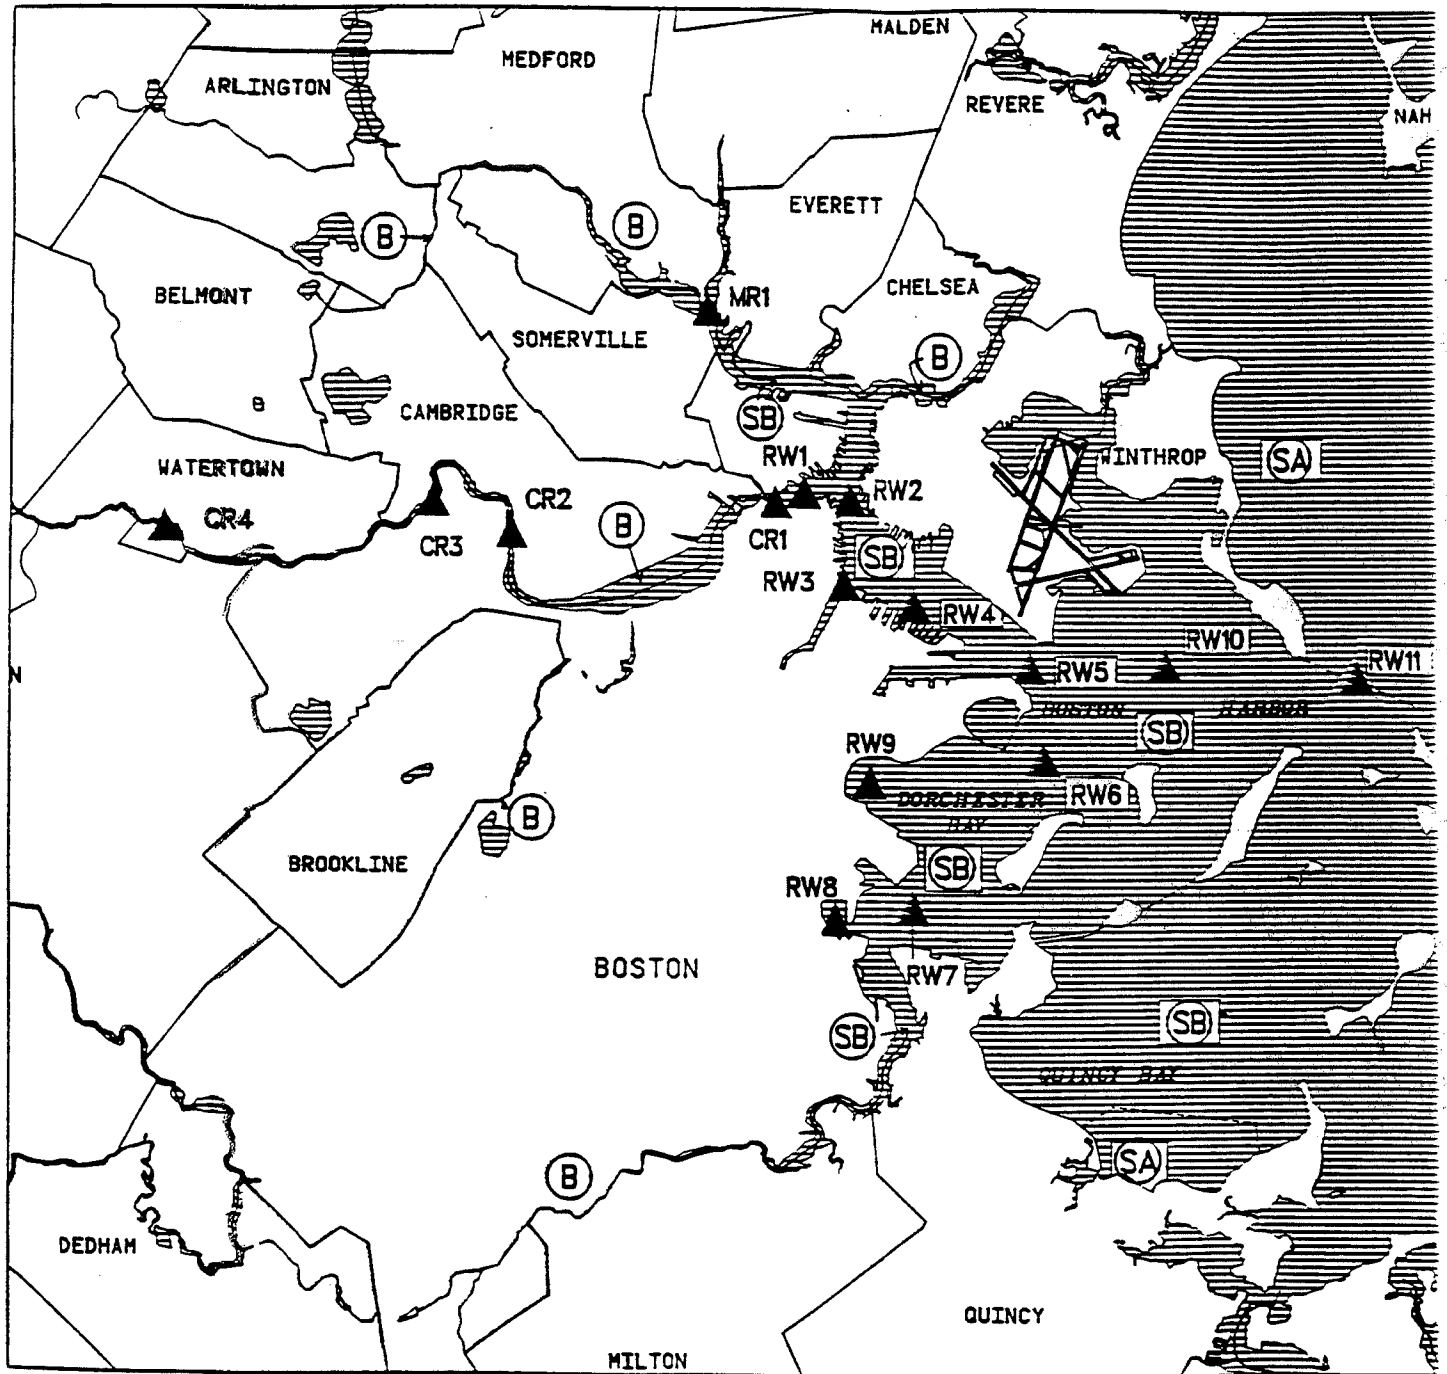 MALDEN
MEDFORD
ARLINGTON
REVERE
NAH
EVERETT
B
B
CHELSEA
BELMONT
MR1
SOMERVILLE
B
B
CAMBRIDGE
SB
RW1
WATERTOWN
WINTHROP
SA
CR4
CR2
RW2
B
CR3
CR1
SB
RW3
RW4
RW10
RW11
N
RW5
BOSTON HARBOR
SB
RW9
RW6
DORCHESTER
BAY
B
BROOKLINE
SB
RW8
BOSTON
RW7
SB
SB
QUINCY BAY
SA
B
DEDHAM
QUINCY
MILTON